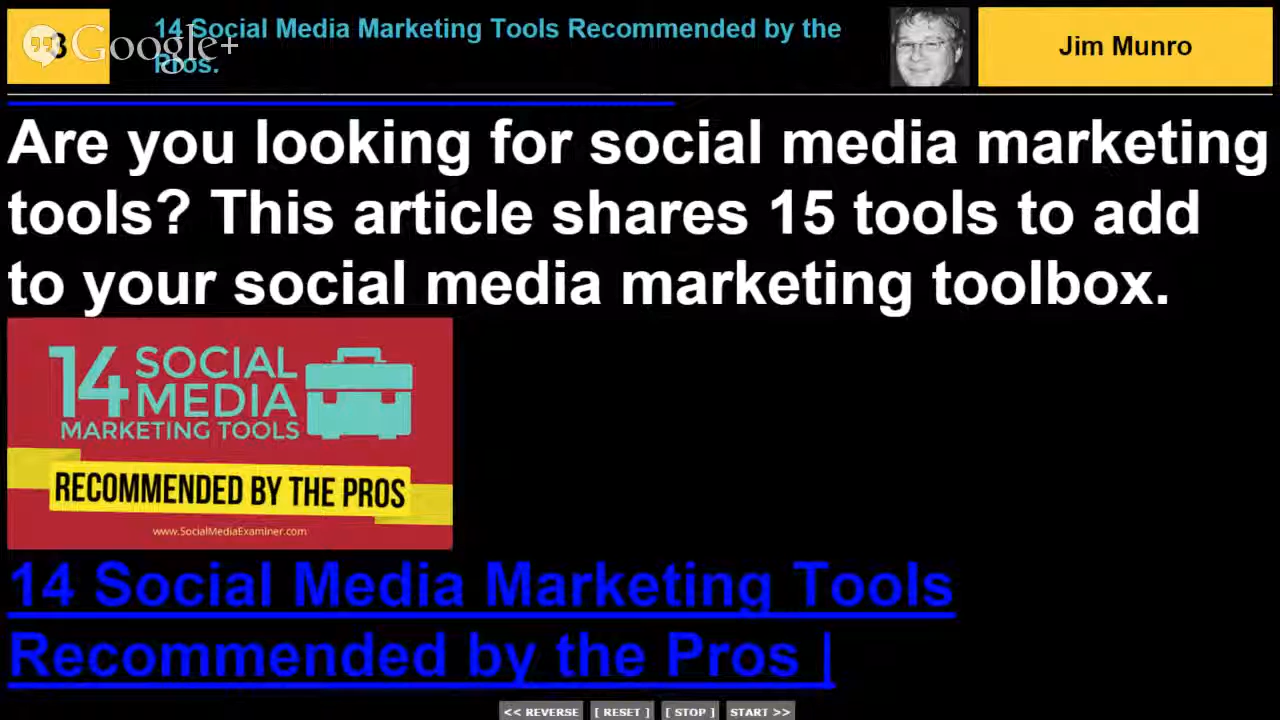 3
Google+
14 Social Media Marketing Tools Recommended by the
Pros.
Jim Munro
Are you looking for social media marketing
tools? This article shares 15 tools to add
to your social media marketing toolbox.
14 SOCIAL
MEDIA
MARKETING TOOLS
RECOMMENDED BY THE PROS
www.SocialMediaExaminer.com
14 Social Media Marketing Tools
Recommended by the Pros |
<< REVERSE [ RESET ] [ STOP ] START >>